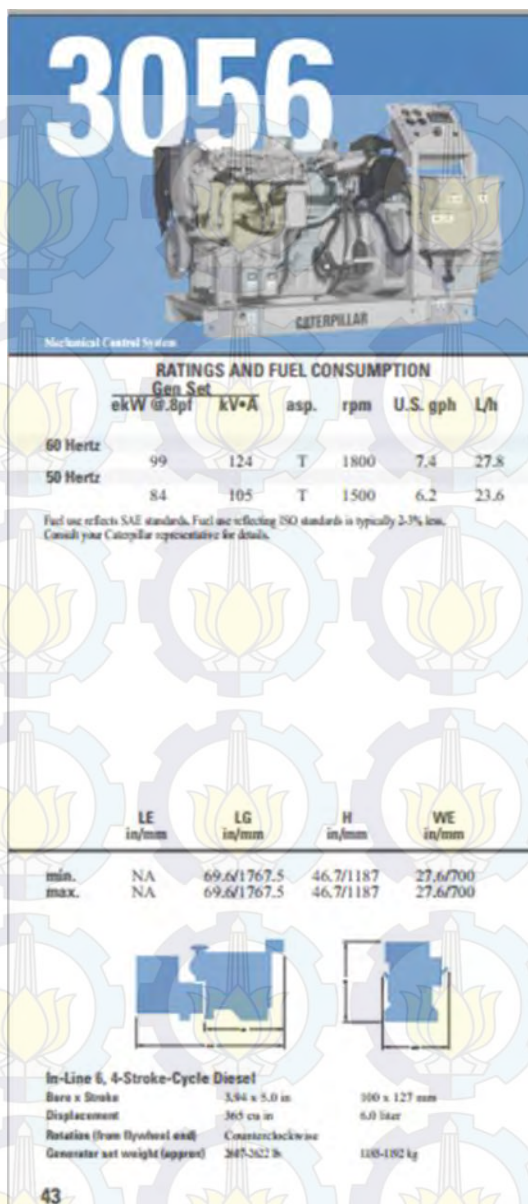 3056
CATERPILLAR
Mechanical Control System
RATINGS AND FUEL CONSUMPTION
Gen Set
ekW @.8pf kV•A asp. rpm U.S. gph L/h
60 Hertz
99 124 T 1800 7.4 27.8
50 Hertz
84 105 T 1500 6.2 23.6
Fuel use reflects SAE standards. Fuel use reflecting ISO standards is typically 2-3% less.
Consult your Caterpillar representative for details.
LE LG H WE
in/mm in/mm in/mm in/mm
min. NA 69.6/1767.5 46.7/1187 27.6/700
max. NA 69.6/1767.5 46.7/1187 27.6/700
In-Line 6, 4-Stroke-Cycle Diesel
Bore x Stroke 3.94 x 5.0 in 100 x 127 mm
Displacement 365 cu in 6.0 liter
Rotation (from flywheel end) Counterclockwise
Generator set weight (approx) 2607-2622 lb 1185-1192 kg
43